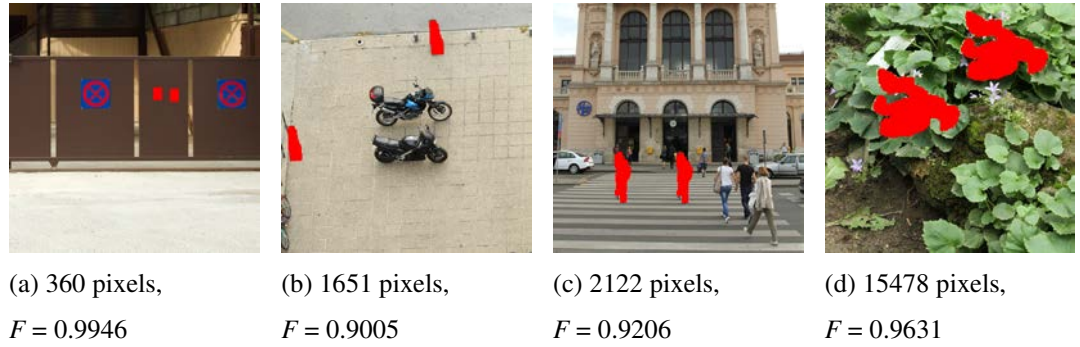 (a) 360 pixels,
F = 0.9946
(b) 1651 pixels,
F = 0.9005
(c) 2122 pixels,
F = 0.9206
(d) 15478 pixels,
F = 0.9631